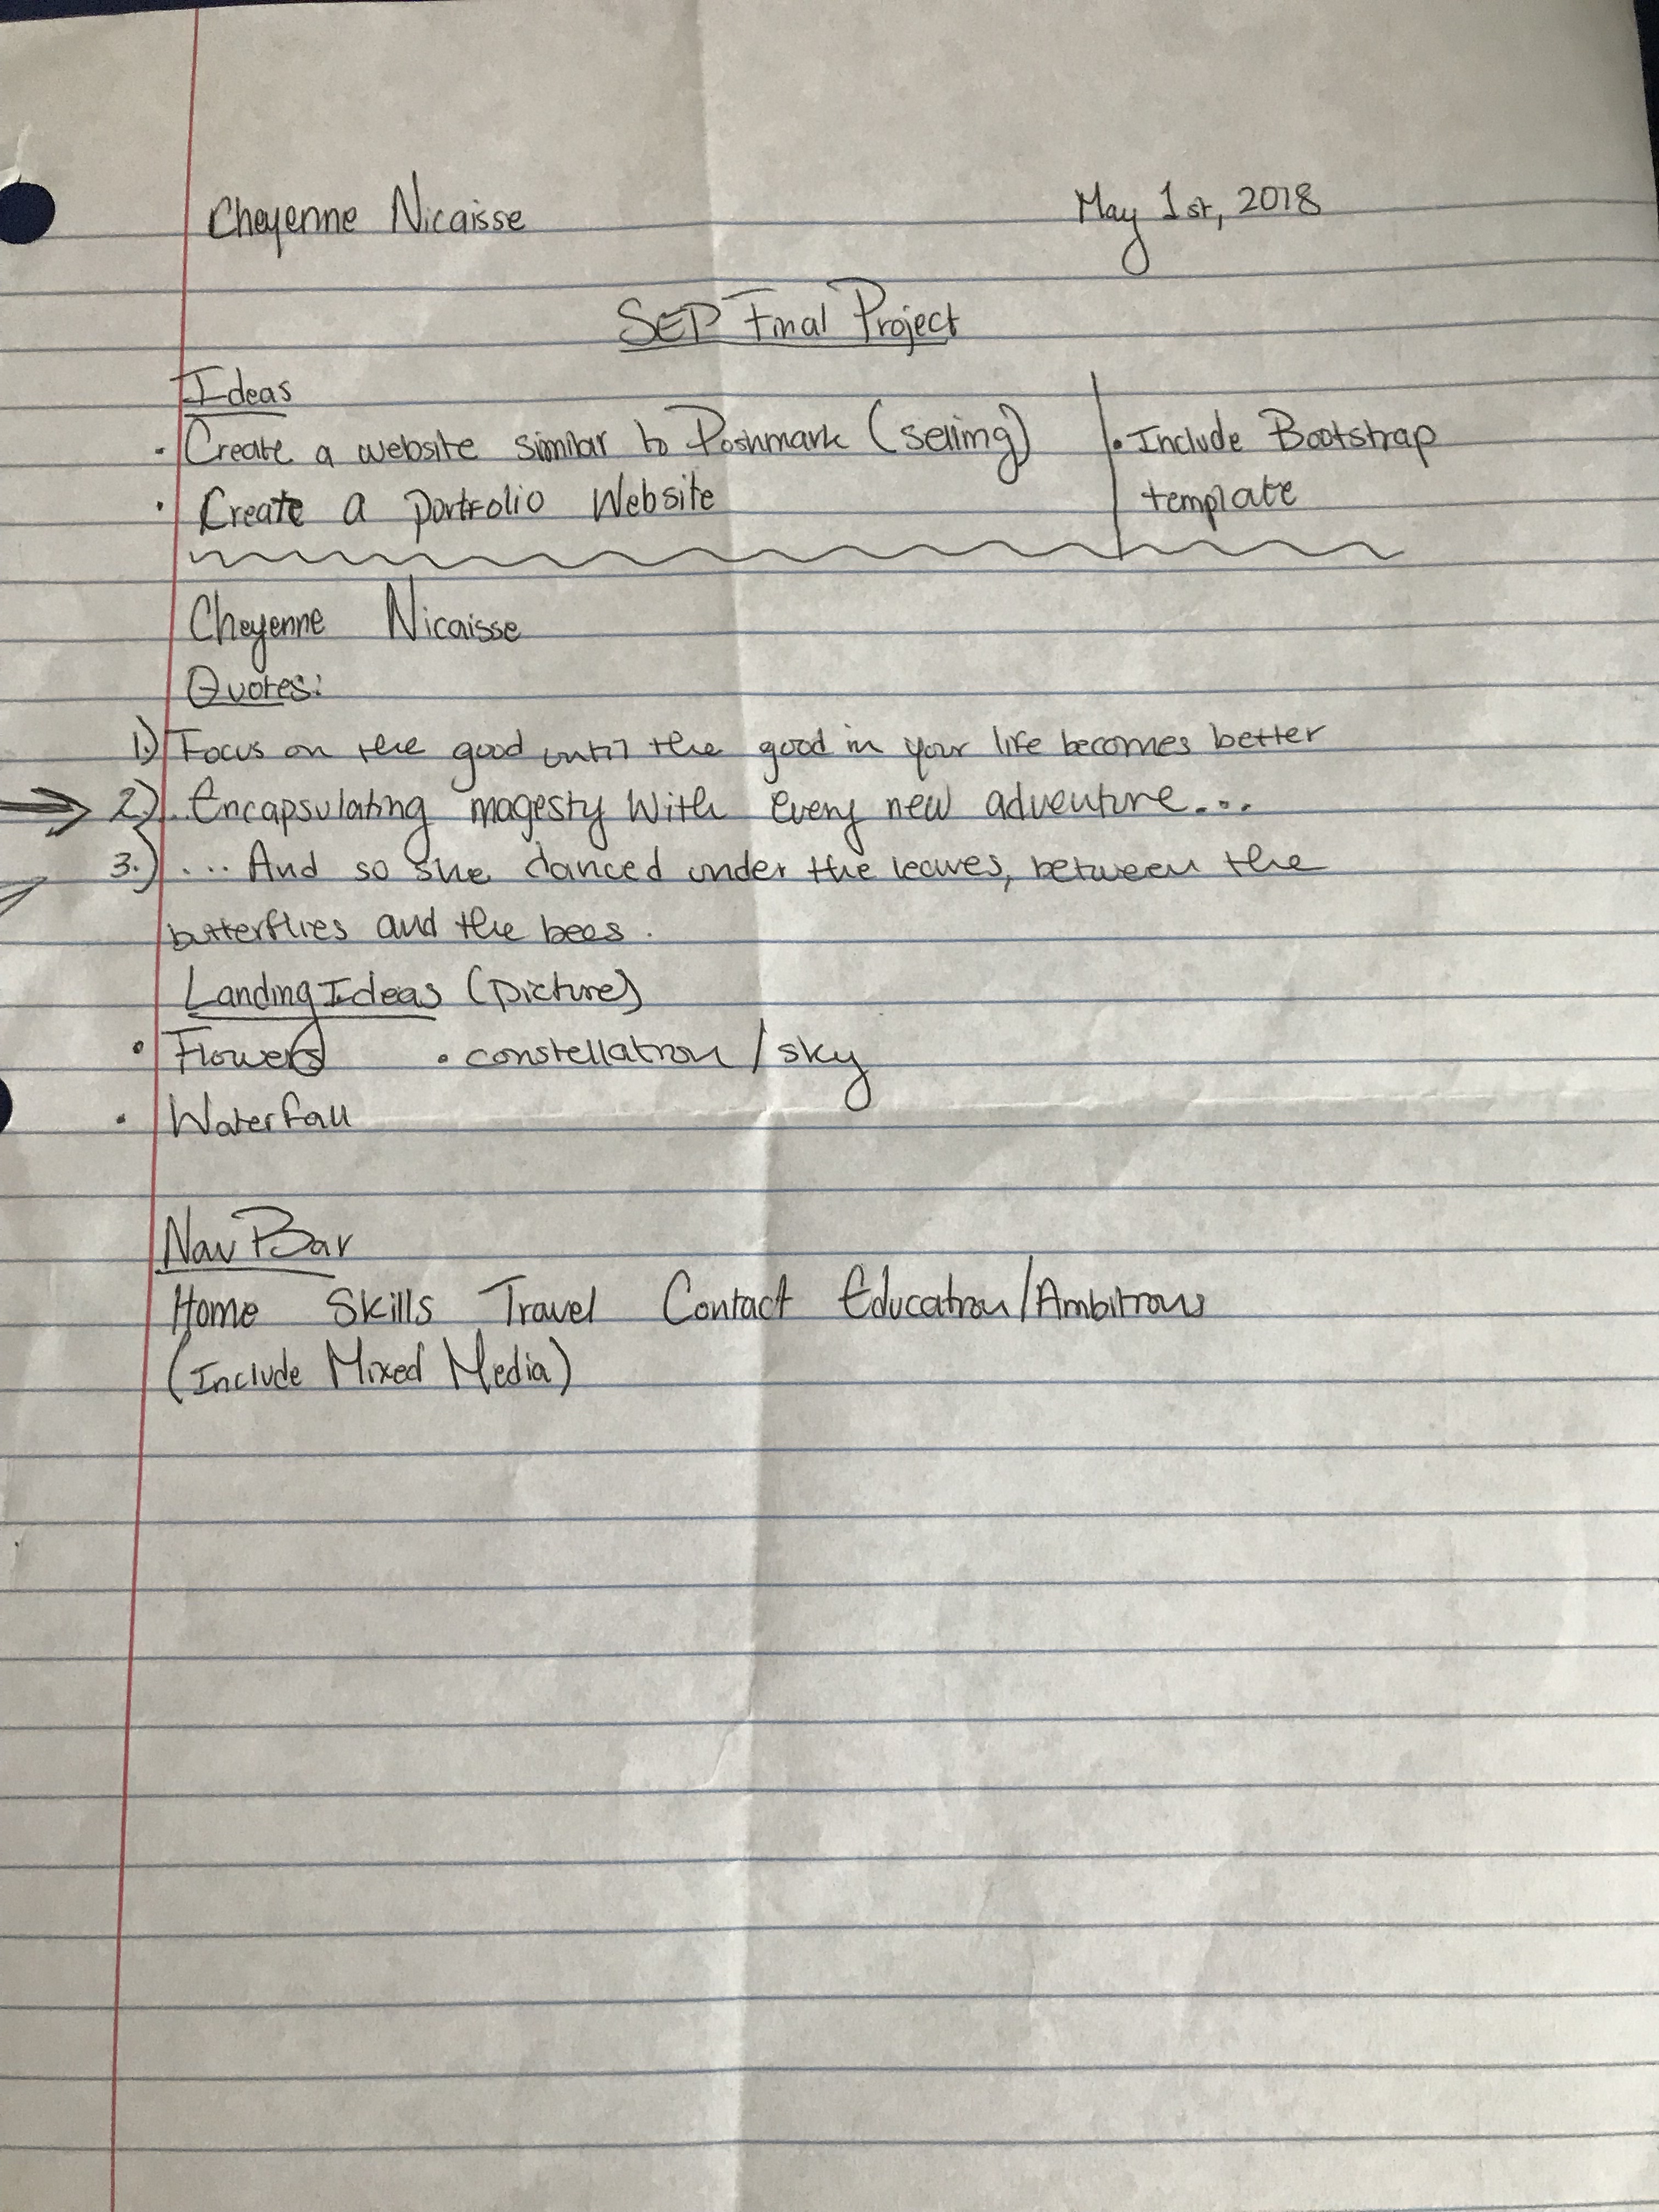 Cheyenne Nicaisse May 1st, 2018
SEP Final Project
Ideas
· Create a website similar to Poshmark (selling) | • Include Bootstrap
· Create a portfolio Website template
Cheyenne Nicaisse
Quotes:
1.) Focus on the good until the good in your life becomes better
2.) Encapsulating magesty With every new adventure...
3.) ... And so she danced under the leaves, between the
butterflies and the bees.
Landing Ideas (picture)
• Flowers • constellation / sky
• Waterfall
Nav Bar
Home Skills Travel Contact Education/Ambitions
(Include Mixed Media)